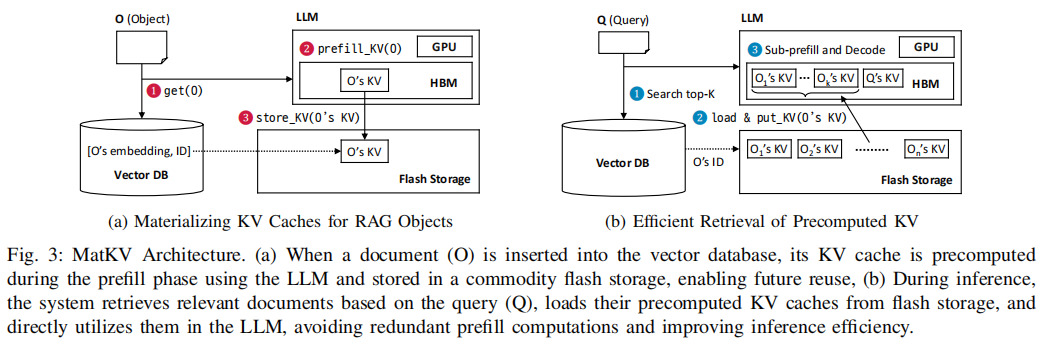 O (Object)
LLM
GPU
2 prefill_KV(O)
HBM
O's KV
1 get(O)
3 store_KV(O's KV)
[O's embedding, ID]
O's KV
Vector DB
Flash Storage
(a) Materializing KV Caches for RAG Objects
Q (Query)
LLM
3 Sub-prefill and Decode
GPU
O1's KV ··· Ok's KV Q's KV
HBM
1 Search top-K
2 load & put_KV(O's KV)
Vector DB
O's ID
O1's KV O2's KV ········· On's KV
Flash Storage
(b) Efficient Retrieval of Precomputed KV
Fig. 3: MatKV Architecture. (a) When a document (O) is inserted into the vector database, its KV cache is precomputed
during the prefill phase using the LLM and stored in a commodity flash storage, enabling future reuse, (b) During inference,
the system retrieves relevant documents based on the query (Q), loads their precomputed KV caches from flash storage, and
directly utilizes them in the LLM, avoiding redundant prefill computations and improving inference efficiency.